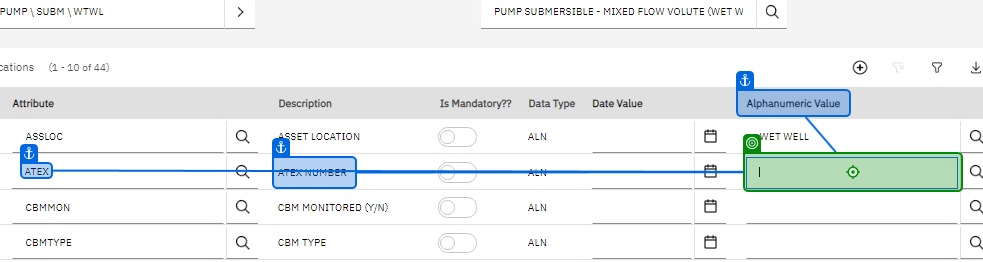 PUMP \ SUBM \ WTWL
PUMP SUBMERSIBLE - MIXED FLOW VOLUTE (WET W
cations (1 - 10 of 44)
Attribute Description Is Mandatory?? Data Type Date Value Alphanumeric Value
ASSLOC ASSET LOCATION ALN WET WELL
ATEX ATEX NUMBER ALN
CBMMON CBM MONITORED (Y/N) ALN
CBMTYPE CBM TYPE ALN